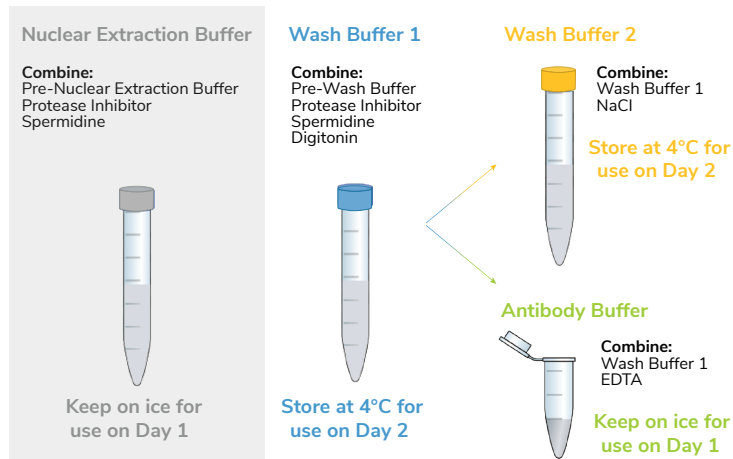 Nuclear Extraction Buffer
Combine:
Pre-Nuclear Extraction Buffer
Protease Inhibitor
Spermidine
Keep on ice for
use on Day 1
Wash Buffer 1
Combine:
Pre-Wash Buffer
Protease Inhibitor
Spermidine
Digitonin
Store at 4°C for
use on Day 2
Wash Buffer 2
Combine:
Wash Buffer 1
NaCl
Store at 4°C for
use on Day 2
Antibody Buffer
Combine:
Wash Buffer 1
EDTA
Keep on ice for
use on Day 1